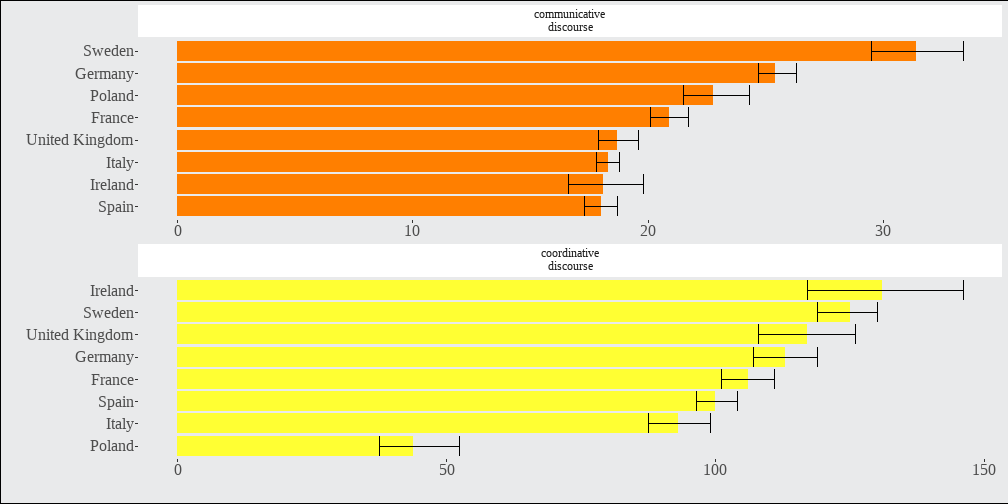 communicative
discourse
Sweden
Germany
Poland
France
United Kingdom
Italy
Ireland
Spain
0 10 20 30
coordinative
discourse
Ireland
Sweden
United Kingdom
Germany
France
Spain
Italy
Poland
0 50 100 150